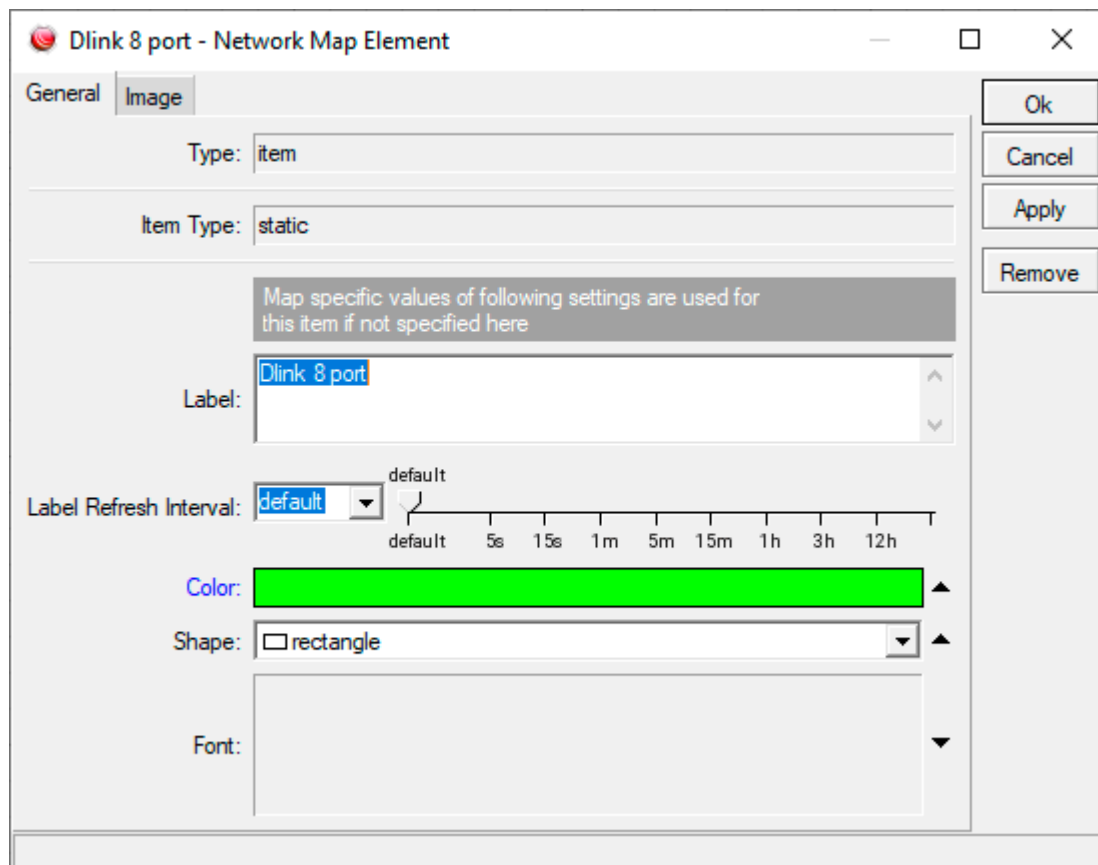 Dlink 8 port - Network Map Element
General Image
Ok
Cancel
Apply
Remove
Type: item
Item Type: static
Map specific values of following settings are used for
this item if not specified here
Label: Dlink 8 port
default
Label Refresh Interval: default
default 5s 15s 1m 5m 15m 1h 3h 12h
Color:
Shape: rectangle
Font: